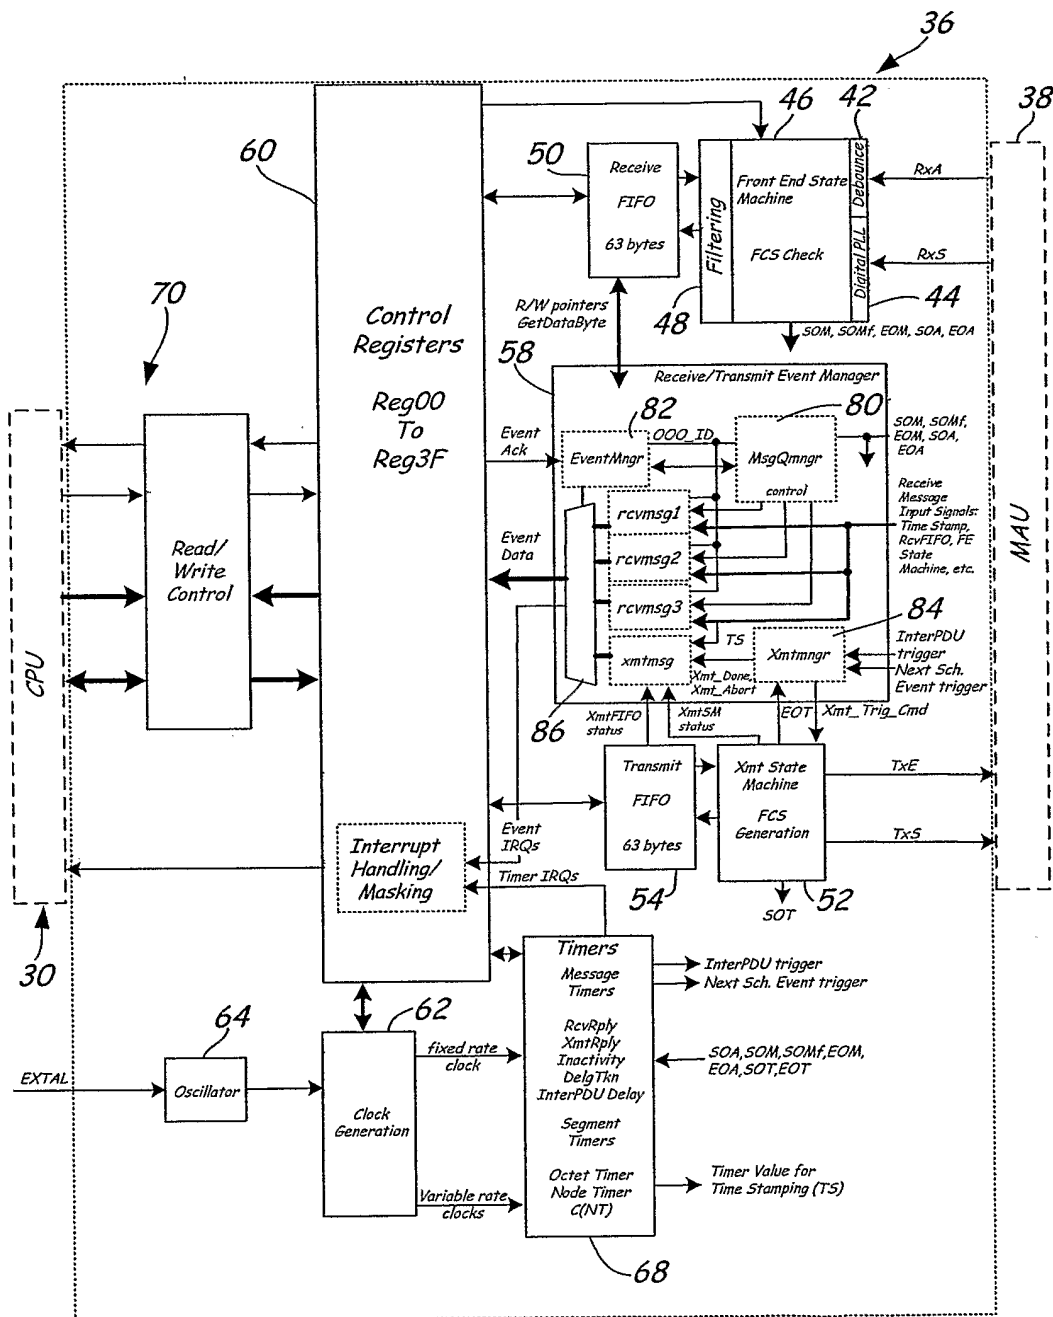 36
46
42
38
60
50
Receive
FIFO
63 bytes
Filtering
Front End State
Machine
FCS Check
Debounce
Digital PLL
RxA
RxS
48
44
R/W pointers
GetDataByte
SOM, SOMf, EOM, SOA, EOA
70
Control
Registers
Reg00
To
Reg3F
58
Receive/Transmit Event Manager
82
80
OOO_ID
EventMngr
MsgQmngr
control
SOM, SOMf,
EOM, SOA,
EOA
Event
Ack
rcvmsg1
rcvmsg2
rcvmsg3
xmtmsg
Receive
Message
Input Signals:
Time Stamp,
RcvFIFO, FE
State
Machine, etc.
MAU
Event
Data
Read/
Write
Control
CPU
84
TS
Xmtmngr
InterPDU
trigger
Next Sch.
Event trigger
Xmt_Done,
Xmt_Abort
86
XmtFIFO
status
XmtSM
status
EOT
Xmt_Trig_Cmd
Transmit
FIFO
63 bytes
Xmt State
Machine
FCS
Generation
TxE
TxS
Event
IRQs
Interrupt
Handling/
Masking
Timer IRQs
54
52
SOT
30
Timers
Message
Timers
RcvRply
XmtRply
Inactivity
DelgTkn
InterPDU Delay
Segment
Timers
Octet Timer
Node Timer
C(NT)
InterPDU trigger
Next Sch. Event trigger
SOA,SOM,SOMf,EOM,
EOA,SOT,EOT
Timer Value for
Time Stamping (TS)
64
62
EXTAL
Oscillator
Clock
Generation
fixed rate
clock
Variable rate
clocks
68